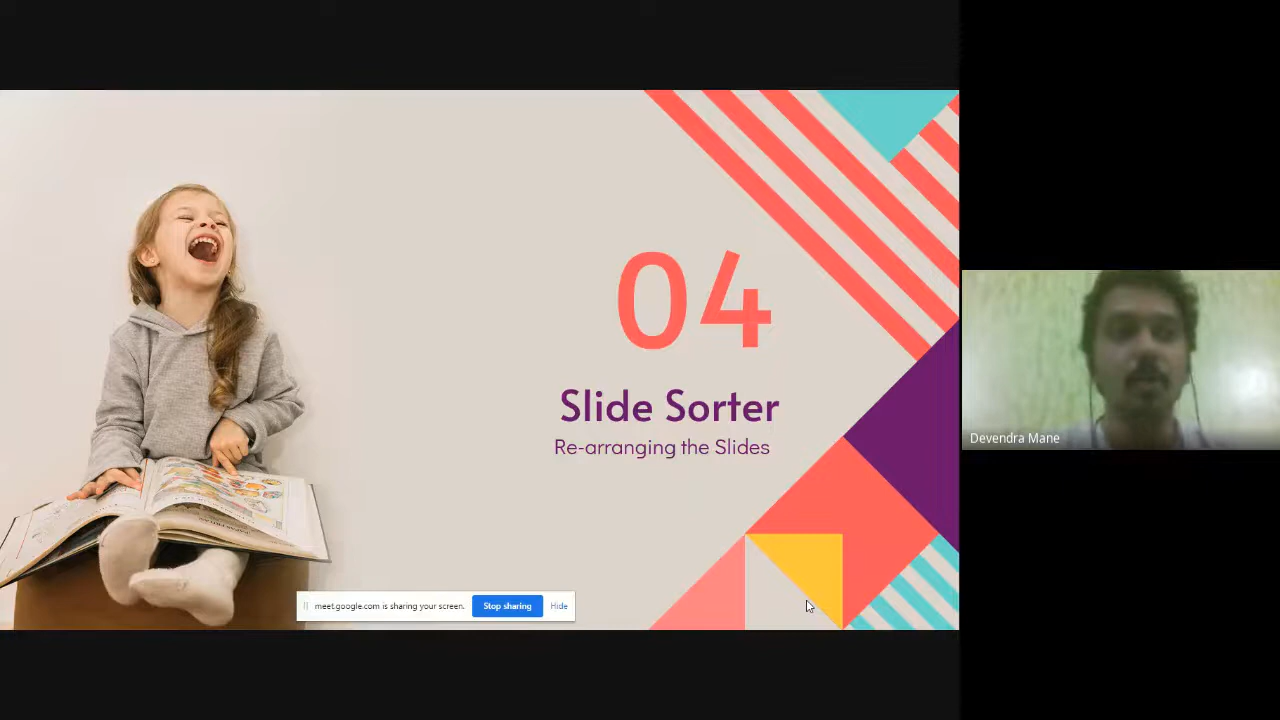 04
Slide Sorter
Re-arranging the Slides
Devendra Mane
meet.google.com is sharing your screen.
Stop sharing
Hide